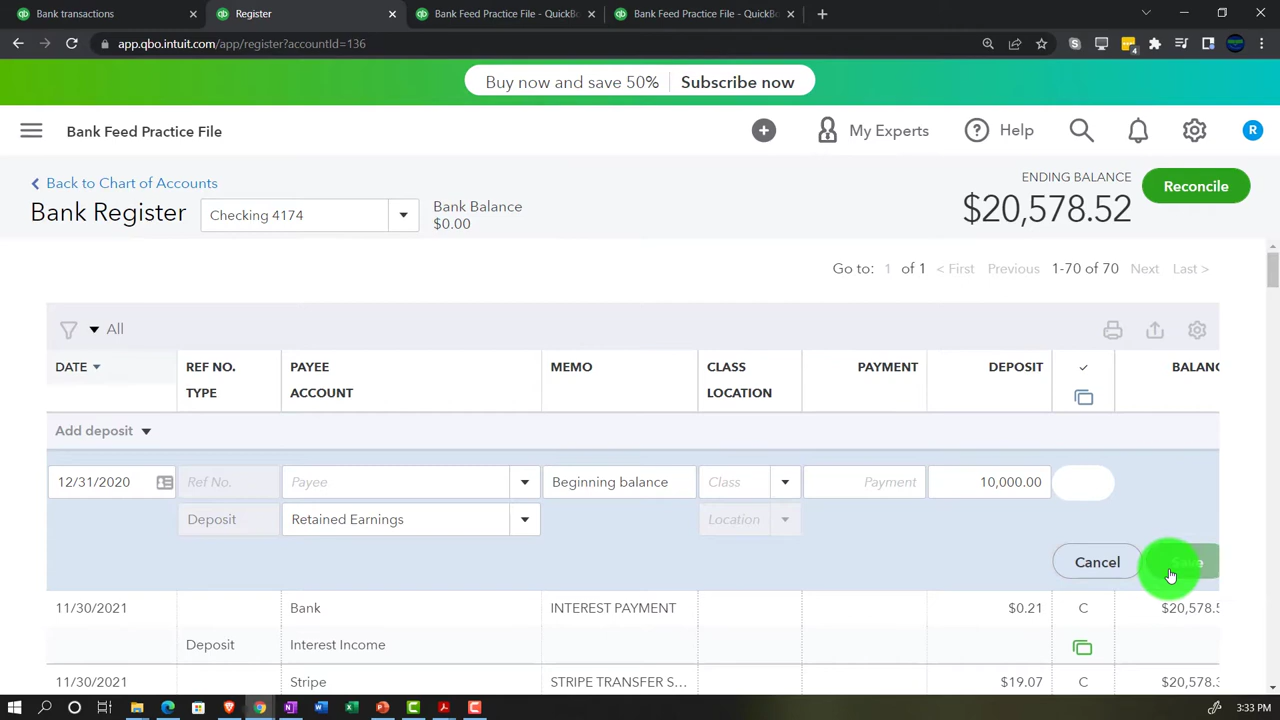 Bank transactions
Register
Bank Feed Practice File - QuickBo
Bank Feed Practice File - QuickBo
app.qbo.intuit.com/app/register?accountId=136
4
Buy now and save 50%
Subscribe now
Bank Feed Practice File
My Experts
Help
R
Back to Chart of Accounts
Bank Register
Checking 4174
Bank Balance
$0.00
ENDING BALANCE
$20,578.52
Reconcile
Go to: 1 of 1 < First Previous 1-70 of 70 Next Last >
All
DATE REF NO. PAYEE MEMO CLASS PAYMENT DEPOSIT ✓ BALANC
TYPE ACCOUNT LOCATION
Add deposit
12/31/2020 Ref No. Payee Beginning balance Class Payment 10,000.00
Deposit Retained Earnings Location
Cancel Save
11/30/2021 Bank INTEREST PAYMENT $0.21 C $20,578.5
Deposit Interest Income
11/30/2021 Stripe STRIPE TRANSFER S... $19.07 C $20,578.3
3:33 PM